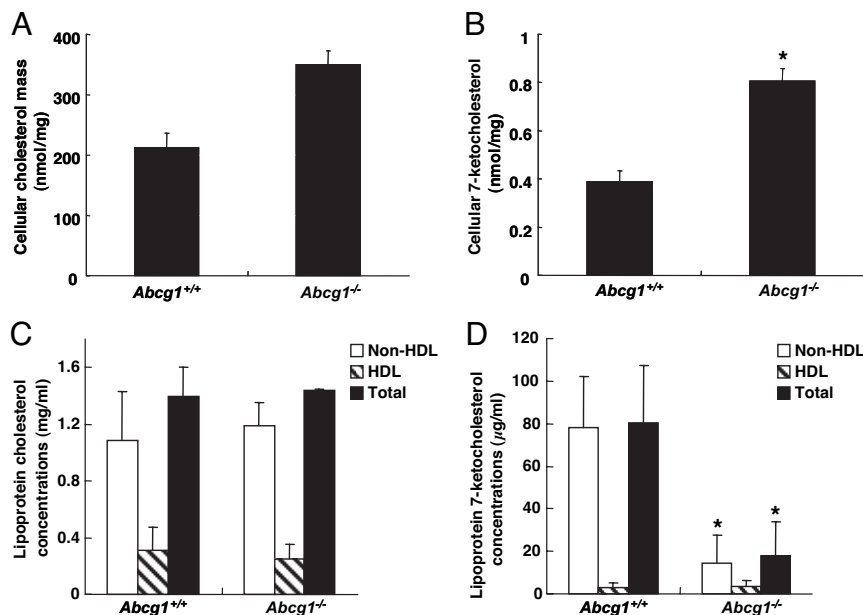 A
Cellular cholesterol mass
(nmol/mg)
400
300
200
100
0
Abcg1+/+
Abcg1-/-
B
Cellular 7-ketocholesterol
(nmol/mg)
1
0.8
0.6
0.4
0.2
0
*
Abcg1+/+
Abcg1-/-
C
Lipoprotein cholesterol
concentrations (mg/ml)
1.6
1.2
0.8
0.4
0
Non-HDL
HDL
Total
Abcg1+/+
Abcg1-/-
D
Lipoprotein 7-ketocholesterol
concentrations (μg/ml)
120
100
80
60
40
20
0
Non-HDL
HDL
Total
*
*
Abcg1+/+
Abcg1-/-